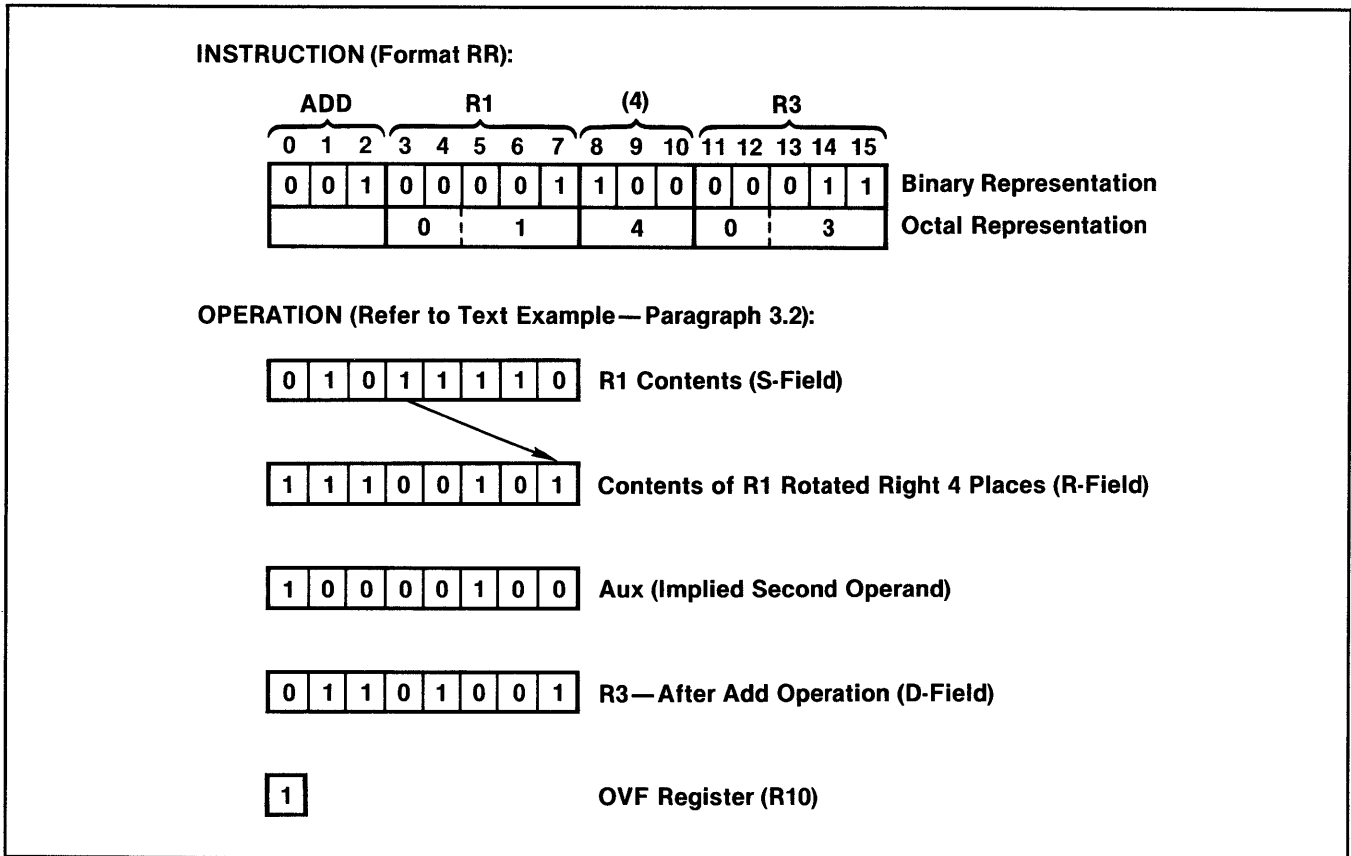 INSTRUCTION (Format RR):
ADD R1 (4) R3
0 1 2 3 4 5 6 7 8 9 10 11 12 13 14 15
0 0 1 0 0 0 0 1 1 0 0 0 0 0 1 1 Binary Representation
0 1 4 0 3 Octal Representation
OPERATION (Refer to Text Example—Paragraph 3.2):
0 1 0 1 1 1 1 0 R1 Contents (S-Field)
1 1 1 0 0 1 0 1 Contents of R1 Rotated Right 4 Places (R-Field)
1 0 0 0 0 1 0 0 Aux (Implied Second Operand)
0 1 1 0 1 0 0 1 R3—After Add Operation (D-Field)
1 OVF Register (R10)